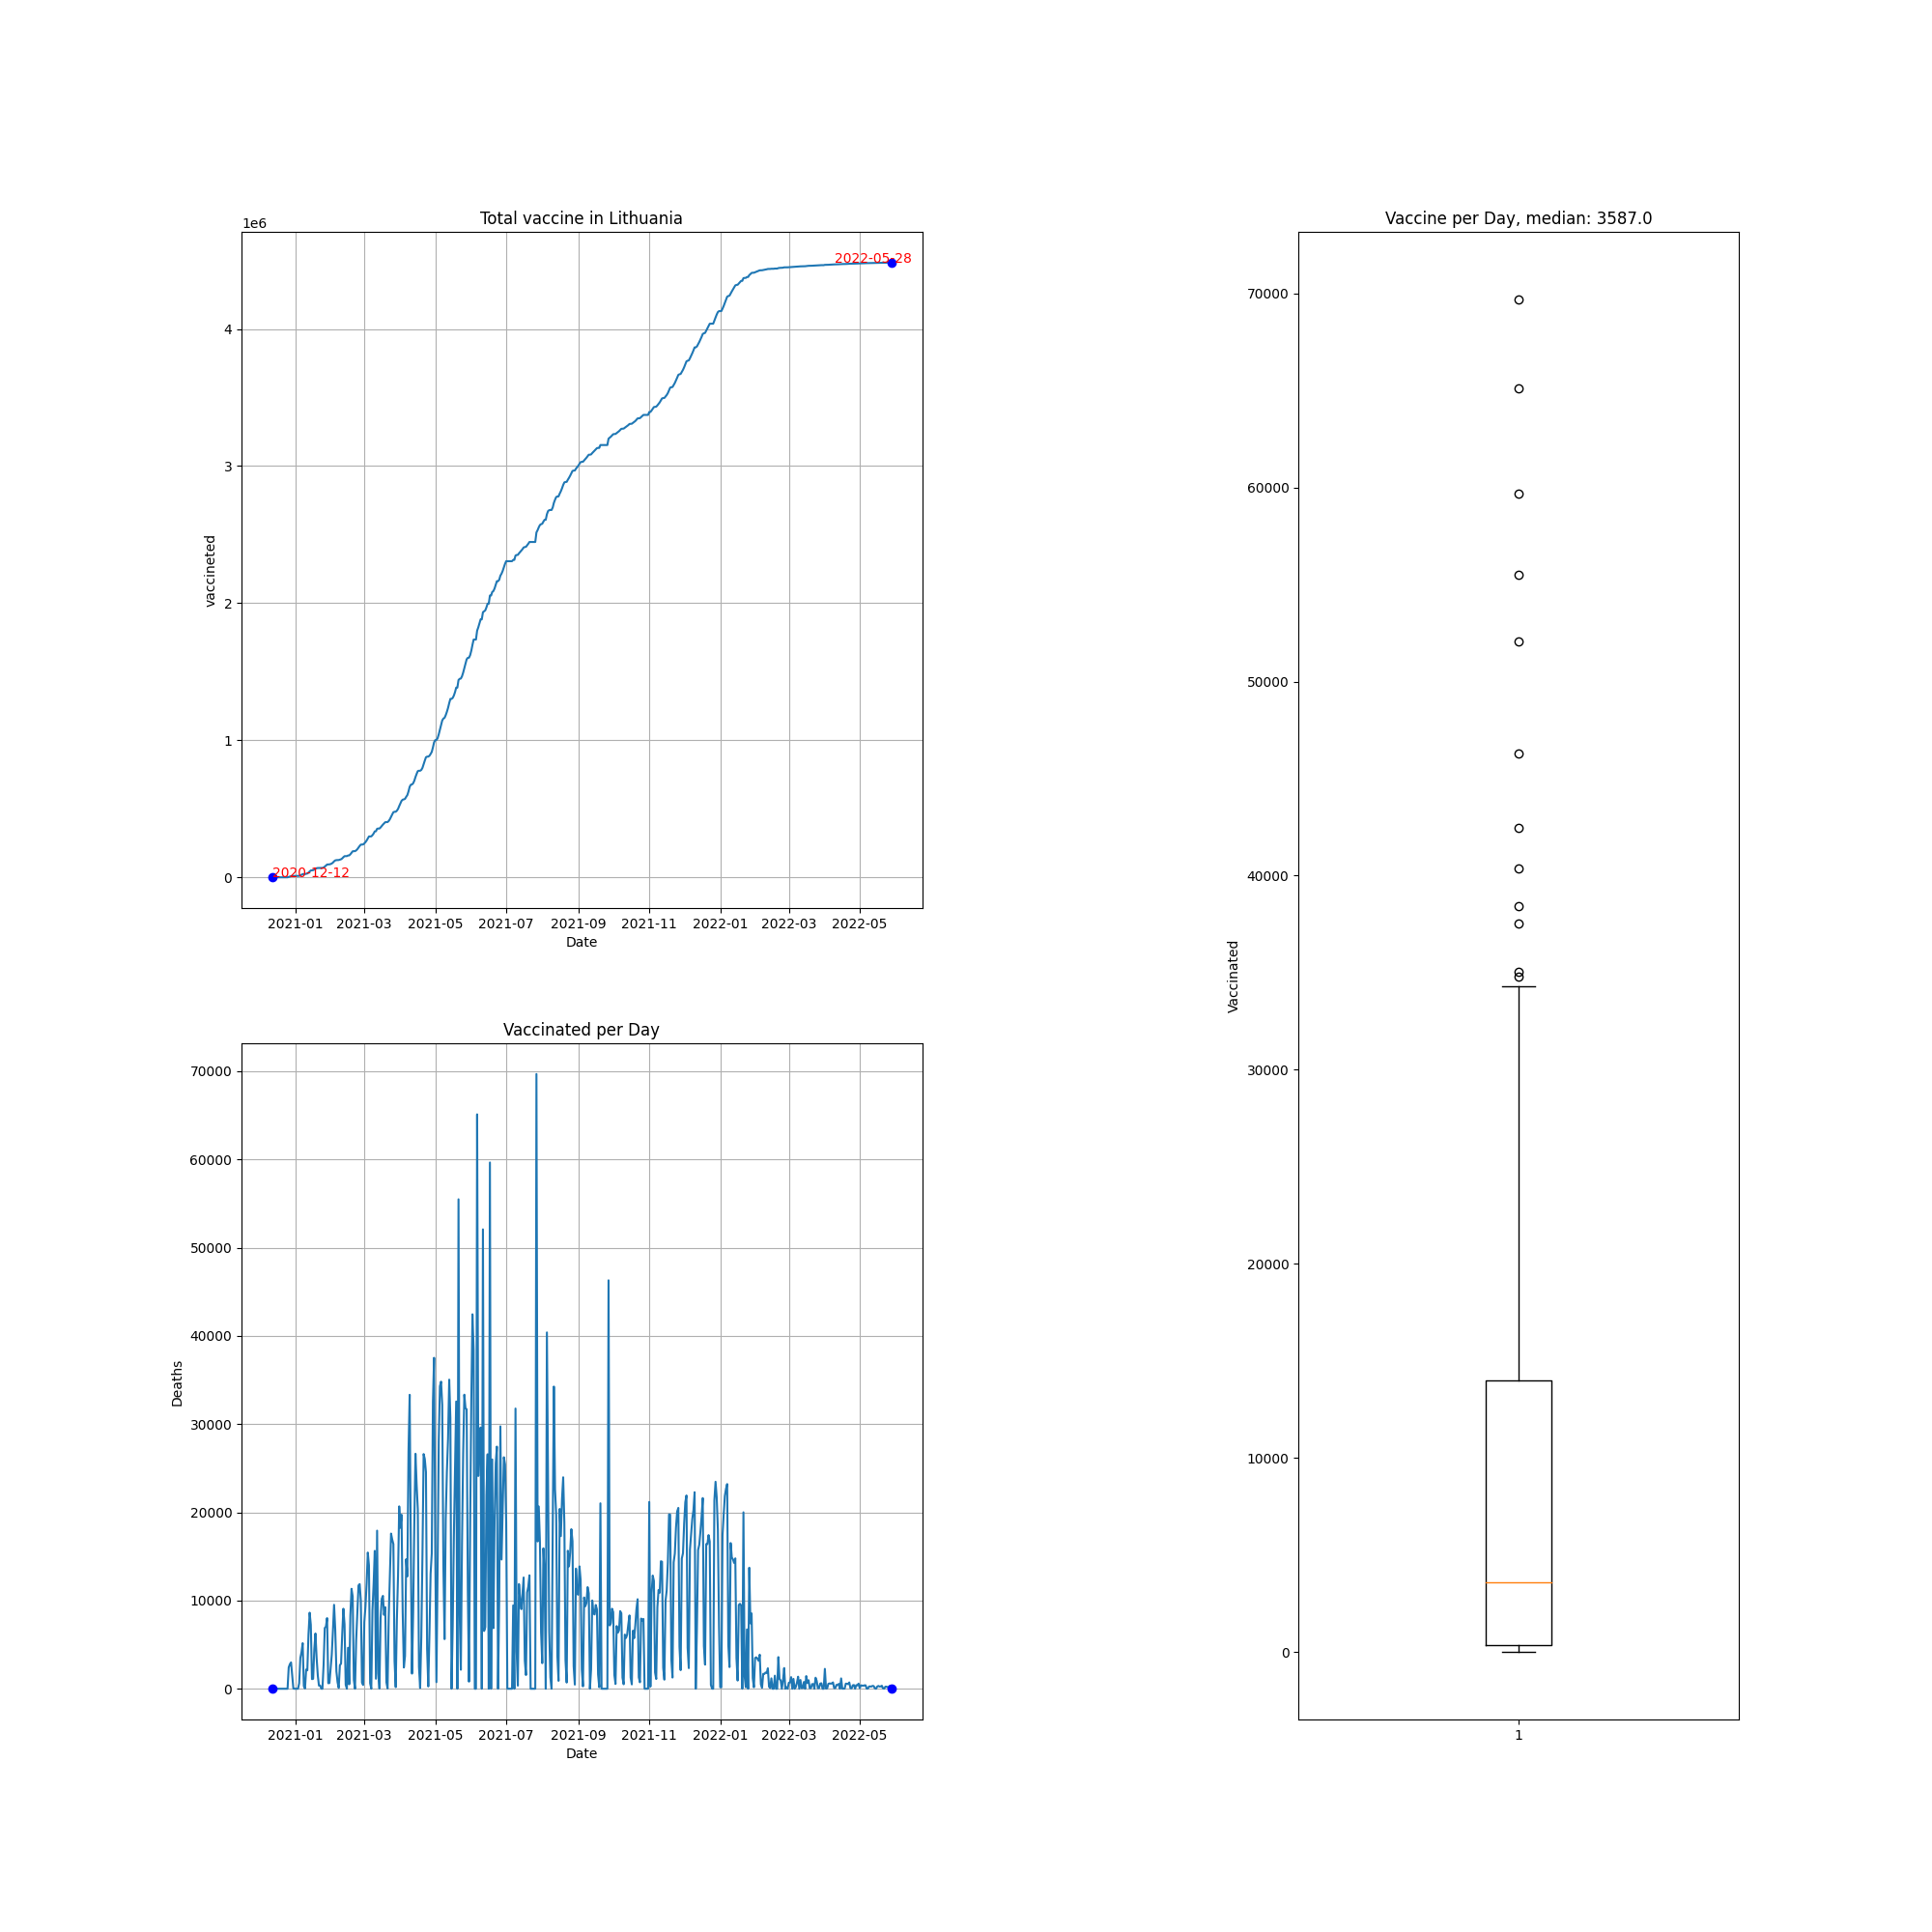 Total vaccine in Lithuania
1e6
vaccineted
4
3
2
1
0
2020-12-12
2022-05-28
2021-01 2021-03 2021-05 2021-07 2021-09 2021-11 2022-01 2022-03 2022-05
Date
Vaccinated per Day
Deaths
70000
60000
50000
40000
30000
20000
10000
0
2021-01 2021-03 2021-05 2021-07 2021-09 2021-11 2022-01 2022-03 2022-05
Date
Vaccine per Day, median: 3587.0
Vaccinated
70000
60000
50000
40000
30000
20000
10000
0
1